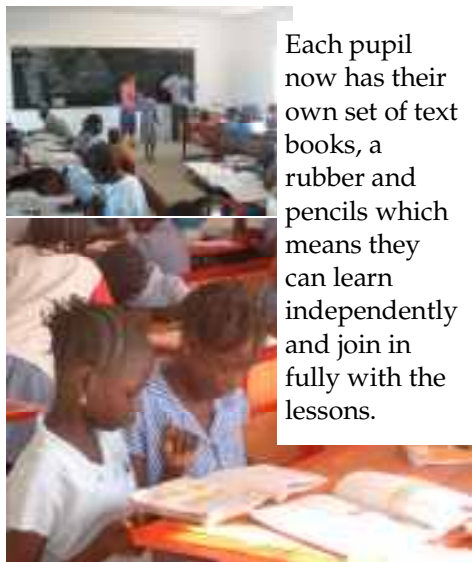 Each pupil
now has their
own set of text
books, a
rubber and
pencils which
means they
can learn
independently
and join in
fully with the
lessons.